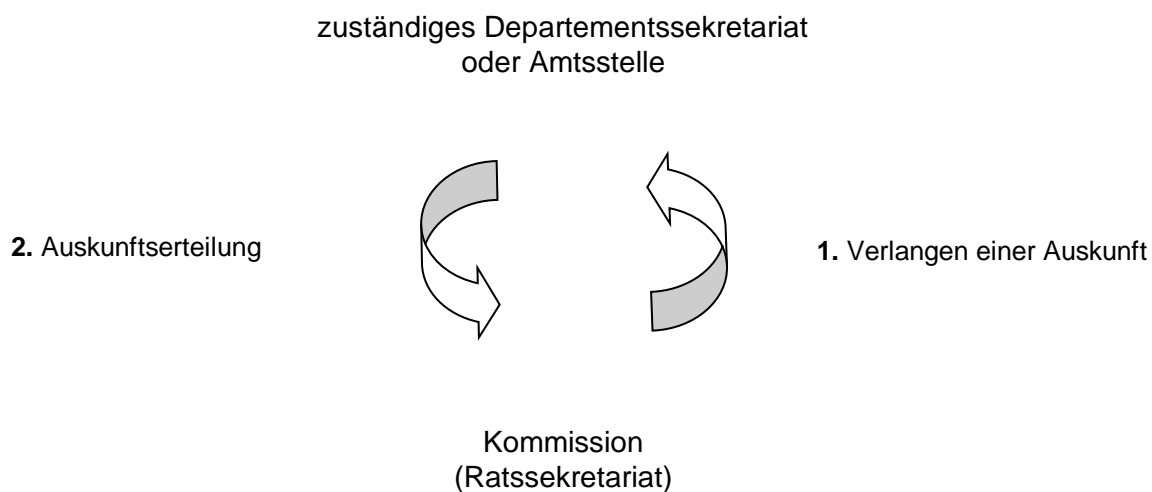 zuständiges Departementssekretariat
oder Amtsstelle
2. Auskunftserteilung
1. Verlangen einer Auskunft
Kommission
(Ratssekretariat)